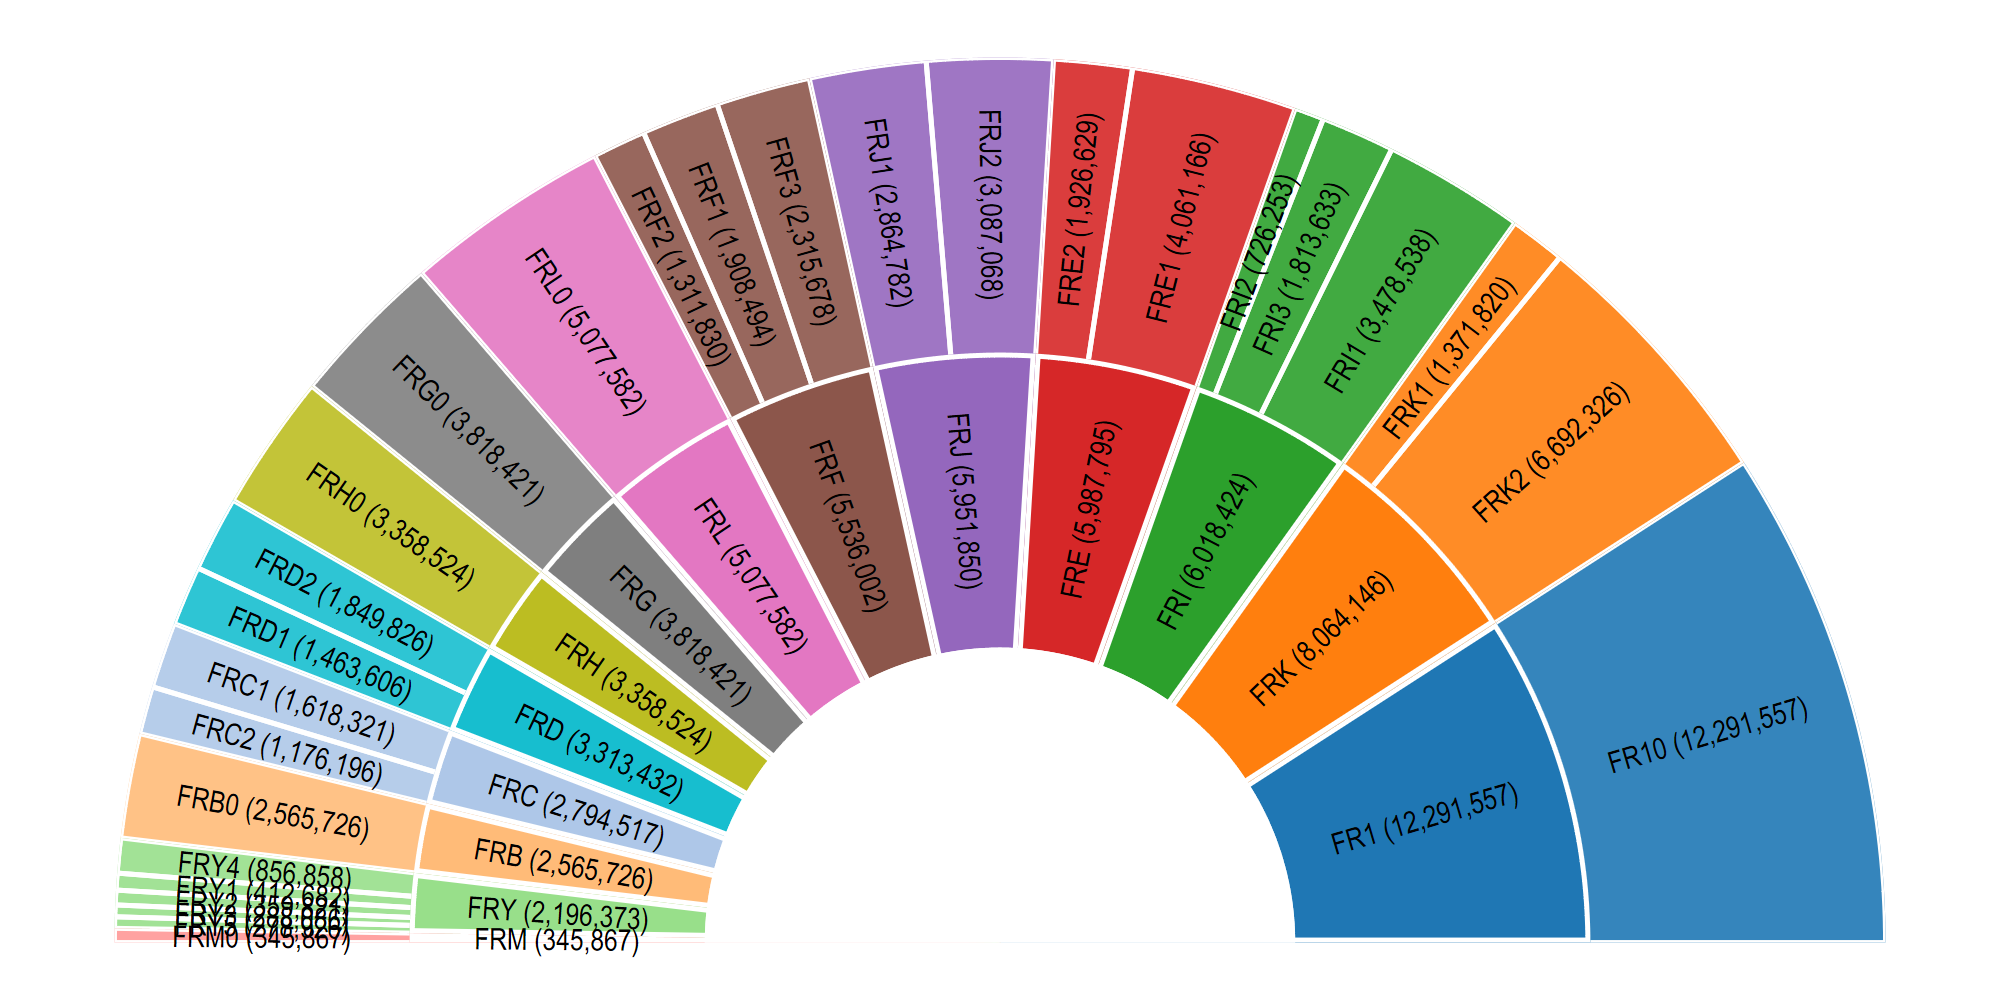 FR10 (12,291,557)
FR1 (12,291,557)
FRK2 (6,692,326)
FRK1 (1,371,820)
FRK (8,064,146)
FRI1 (3,478,538)
FRI3 (1,813,633)
FRI2 (726,253)
FRI (6,018,424)
FRE1 (4,061,166)
FRE2 (1,926,629)
FRE (5,987,795)
FRJ2 (3,087,068)
FRJ1 (2,864,782)
FRJ (5,951,850)
FRF3 (2,315,678)
FRF1 (1,908,494)
FRF2 (1,311,830)
FRF (5,536,002)
FRL0 (5,077,582)
FRL (5,077,582)
FRG0 (3,818,421)
FRG (3,818,421)
FRH0 (3,358,524)
FRH (3,358,524)
FRD2 (1,849,826)
FRD1 (1,463,606)
FRD (3,313,432)
FRC1 (1,618,321)
FRC2 (1,176,196)
FRC (2,794,517)
FRB0 (2,565,726)
FRB (2,565,726)
FRY4 (856,858)
FRY1 (412,682)
FRY (2,196,373)
FRM0 (345,867)
FRM (345,867)